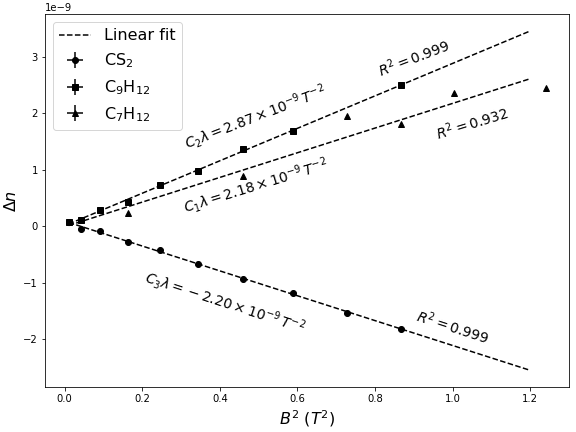 1e−9
Linear fit
CS₂
C₉H₁₂
C₇H₁₂
R² = 0.999
C₂λ = 2.87 × 10⁻⁹ T⁻²
R² = 0.932
C₁λ = 2.18 × 10⁻⁹ T⁻²
C₃λ = −2.20 × 10⁻⁹ T⁻²
R² = 0.999
3
2
1
0
−1
−2
Δn
0.0 0.2 0.4 0.6 0.8 1.0 1.2
B² (T²)